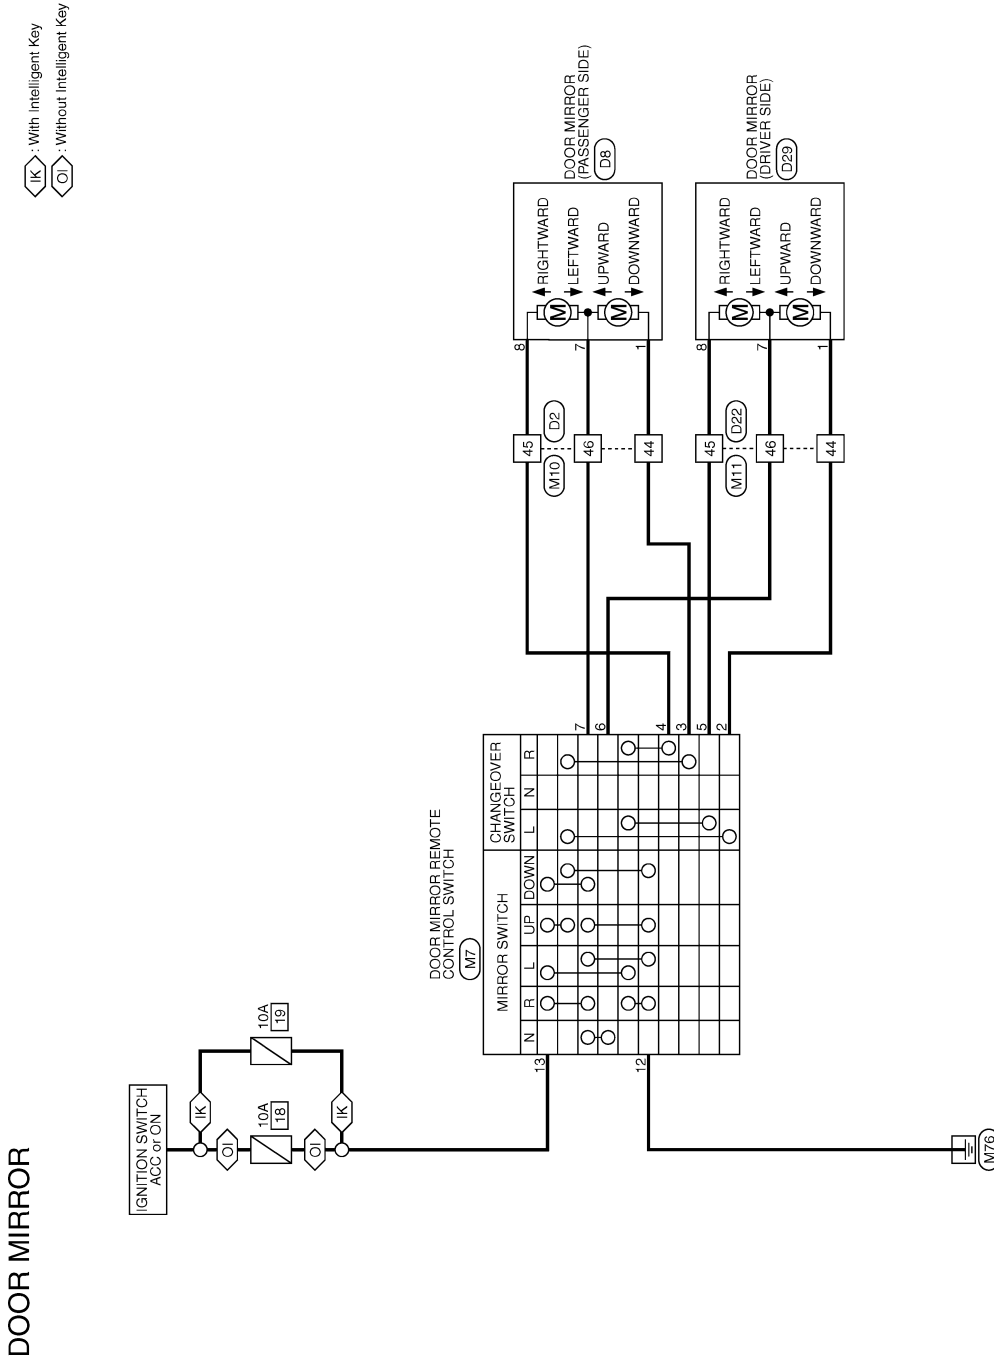 DOOR MIRROR
IK : With Intelligent Key
OI : Without Intelligent Key
IGNITION SWITCH
ACC or ON
IK
10A
19
IK
OI
10A
18
OI
DOOR MIRROR REMOTE
CONTROL SWITCH
M7
MIRROR SWITCH
CHANGEOVER
SWITCH
N
R
L
UP
DOWN
L
N
R
13
12
7
6
4
3
5
2
M76
45
46
44
M10
D2
8
7
1
DOOR MIRROR
(PASSENGER SIDE)
D8
M
M
RIGHTWARD
LEFTWARD
UPWARD
DOWNWARD
45
46
44
M11
D22
8
7
1
DOOR MIRROR
(DRIVER SIDE)
D29
M
M
RIGHTWARD
LEFTWARD
UPWARD
DOWNWARD